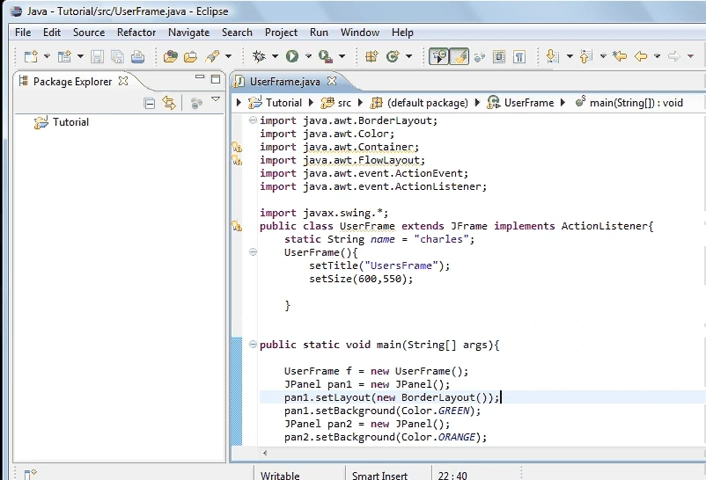 Java - Tutorial/src/UserFrame.java - Eclipse
File Edit Source Refactor Navigate Search Project Run Window Help
Package Explorer
UserFrame.java
Tutorial src (default package) UserFrame main(String[]) : void
Tutorial
import java.awt.BorderLayout;
import java.awt.Color;
import java.awt.Container;
import java.awt.FlowLayout;
import java.awt.event.ActionEvent;
import java.awt.event.ActionListener;
import javax.swing.*;
public class UserFrame extends JFrame implements ActionListener{
static String name = "charles";
UserFrame(){
setTitle("UsersFrame");
setSize(600,550);
}
public static void main(String[] args){
UserFrame f = new UserFrame();
JPanel pan1 = new JPanel();
pan1.setLayout(new BorderLayout());
pan1.setBackground(Color.GREEN);
JPanel pan2 = new JPanel();
pan2.setBackground(Color.ORANGE);
Writable Smart Insert 22 : 40